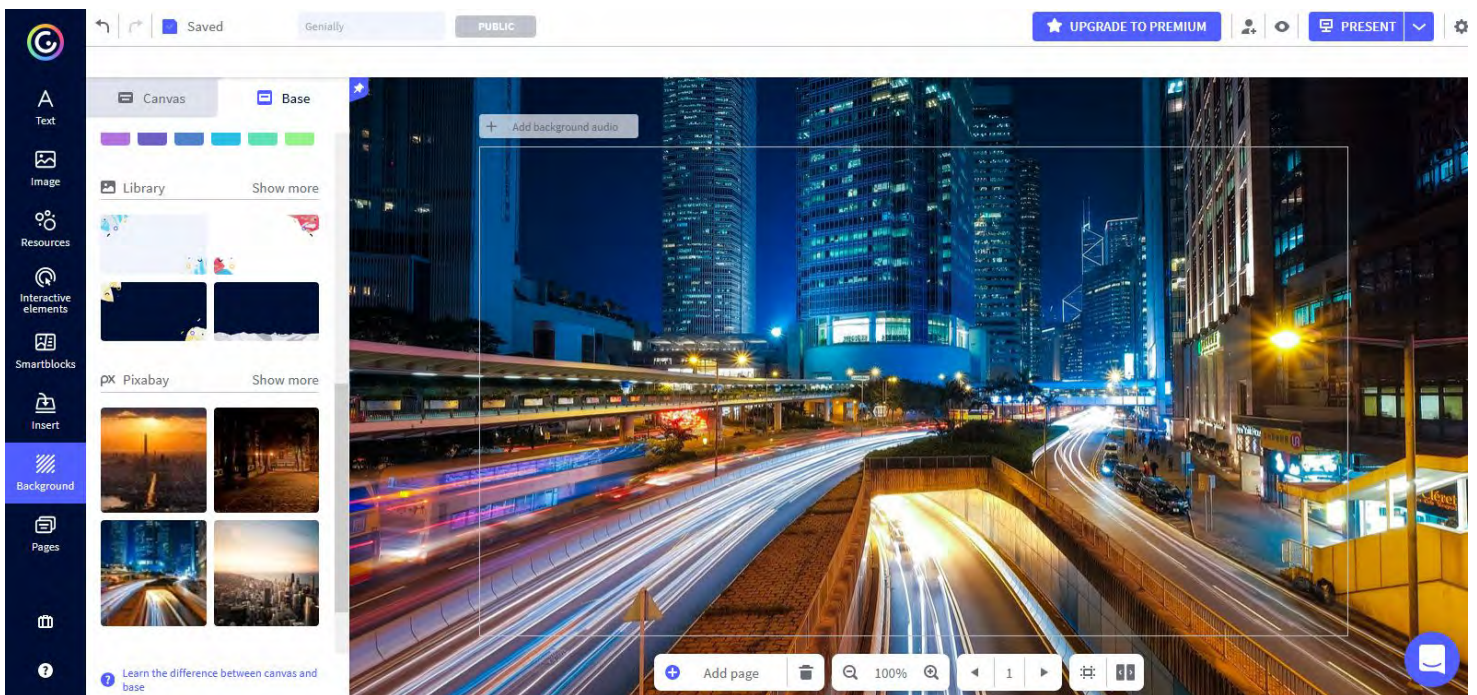 Saved
Genially
PUBLIC
UPGRADE TO PREMIUM
PRESENT
Text
Image
Resources
Interactive
elements
Smartblocks
Insert
Background
Pages
Canvas
Base
Library
Show more
px Pixabay
Show more
Learn the difference between canvas and
base
Add background audio
Cléret
Add page
100%
1